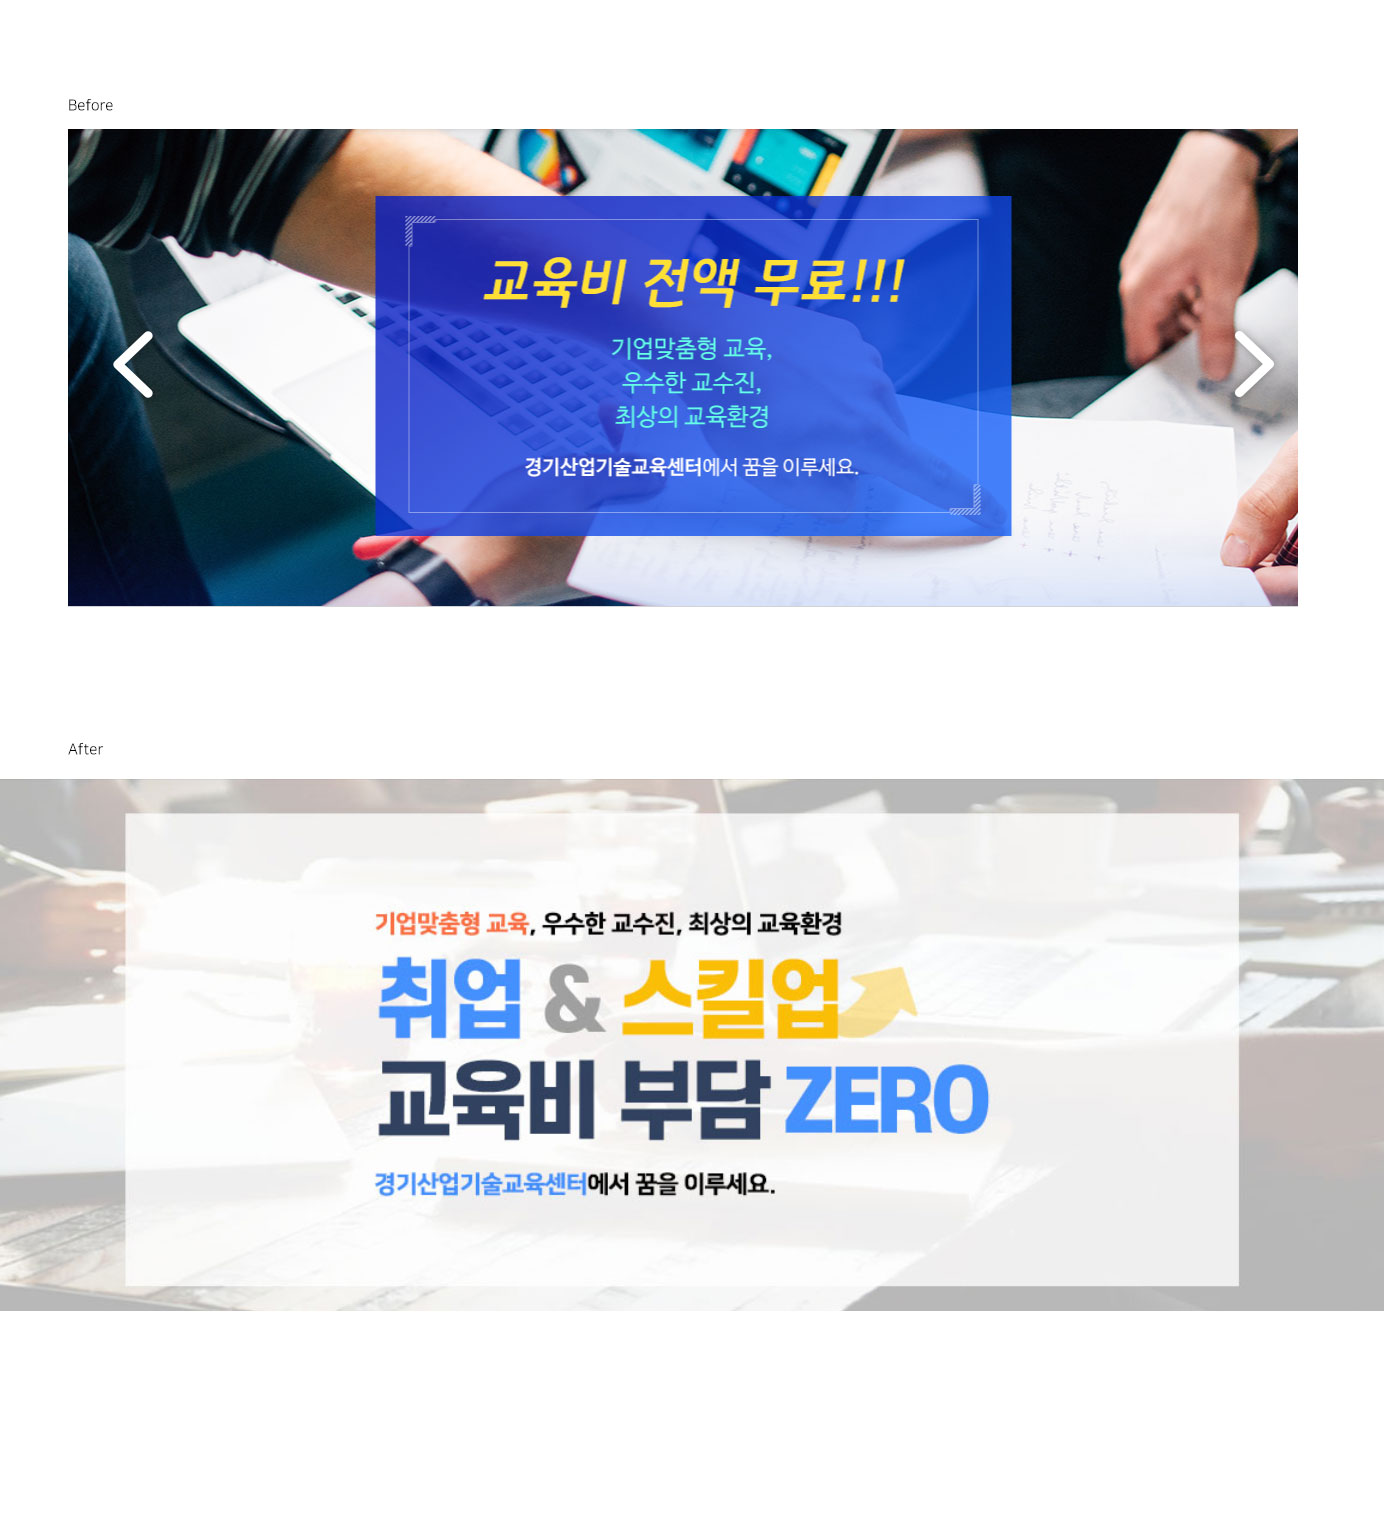 Before
교육비 전액 무료!!!
기업맞춤형 교육,
우수한 교수진,
최상의 교육환경
경기산업기술교육센터에서 꿈을 이루세요.
After
기업맞춤형 교육, 우수한 교수진, 최상의 교육환경
취업 & 스킬업
교육비 부담 ZERO
경기산업기술교육센터에서 꿈을 이루세요.